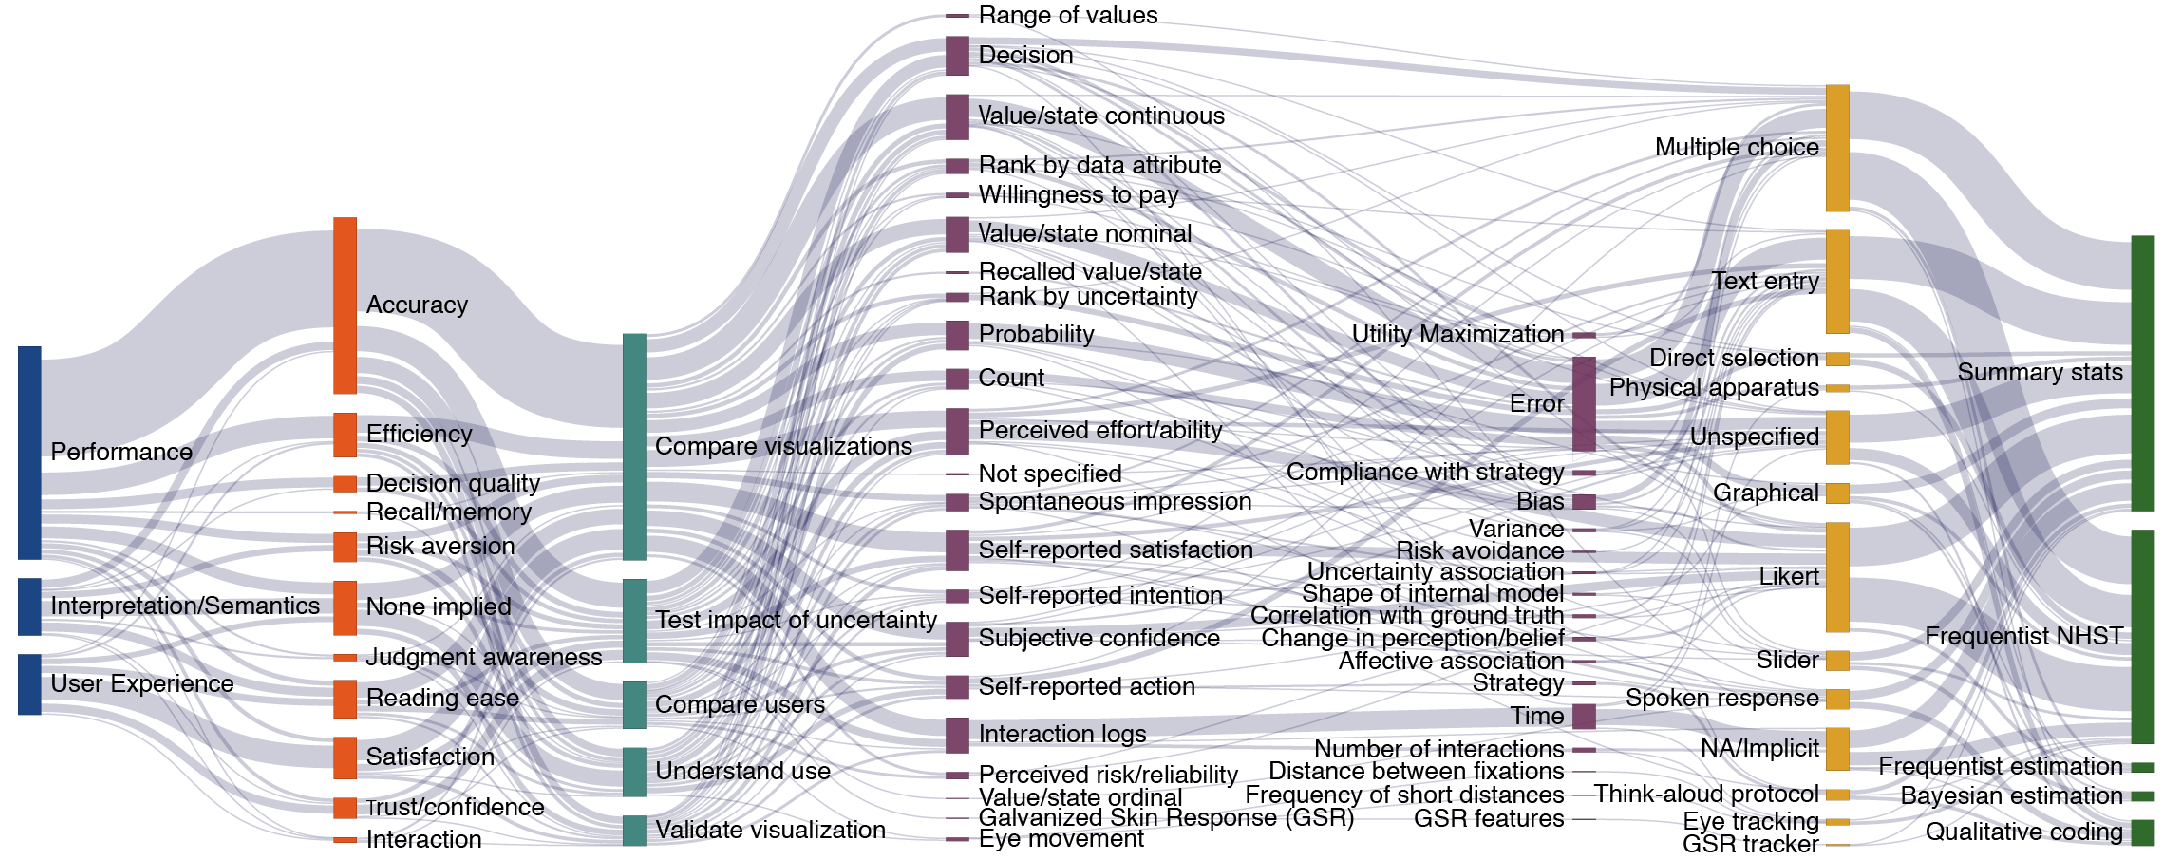 Performance
Interpretation/Semantics
User Experience
Accuracy
Efficiency
Decision quality
Recall/memory
Risk aversion
None implied
Judgment awareness
Reading ease
Satisfaction
Trust/confidence
Interaction
Compare visualizations
Test impact of uncertainty
Compare users
Understand use
Validate visualization
Range of values
Decision
Value/state continuous
Rank by data attribute
Willingness to pay
Value/state nominal
Recalled value/state
Rank by uncertainty
Probability
Count
Perceived effort/ability
Not specified
Spontaneous impression
Self-reported satisfaction
Self-reported intention
Subjective confidence
Self-reported action
Interaction logs
Perceived risk/reliability
Value/state ordinal
Galvanized Skin Response (GSR)
Eye movement
Utility Maximization
Error
Compliance with strategy
Bias
Variance
Risk avoidance
Uncertainty association
Shape of internal model
Correlation with ground truth
Change in perception/belief
Affective association
Strategy
Time
Number of interactions
Distance between fixations
Frequency of short distances
GSR features
Multiple choice
Text entry
Direct selection
Physical apparatus
Unspecified
Graphical
Likert
Slider
Spoken response
NA/Implicit
Think-aloud protocol
Eye tracking
GSR tracker
Summary stats
Frequentist NHST
Frequentist estimation
Bayesian estimation
Qualitative coding